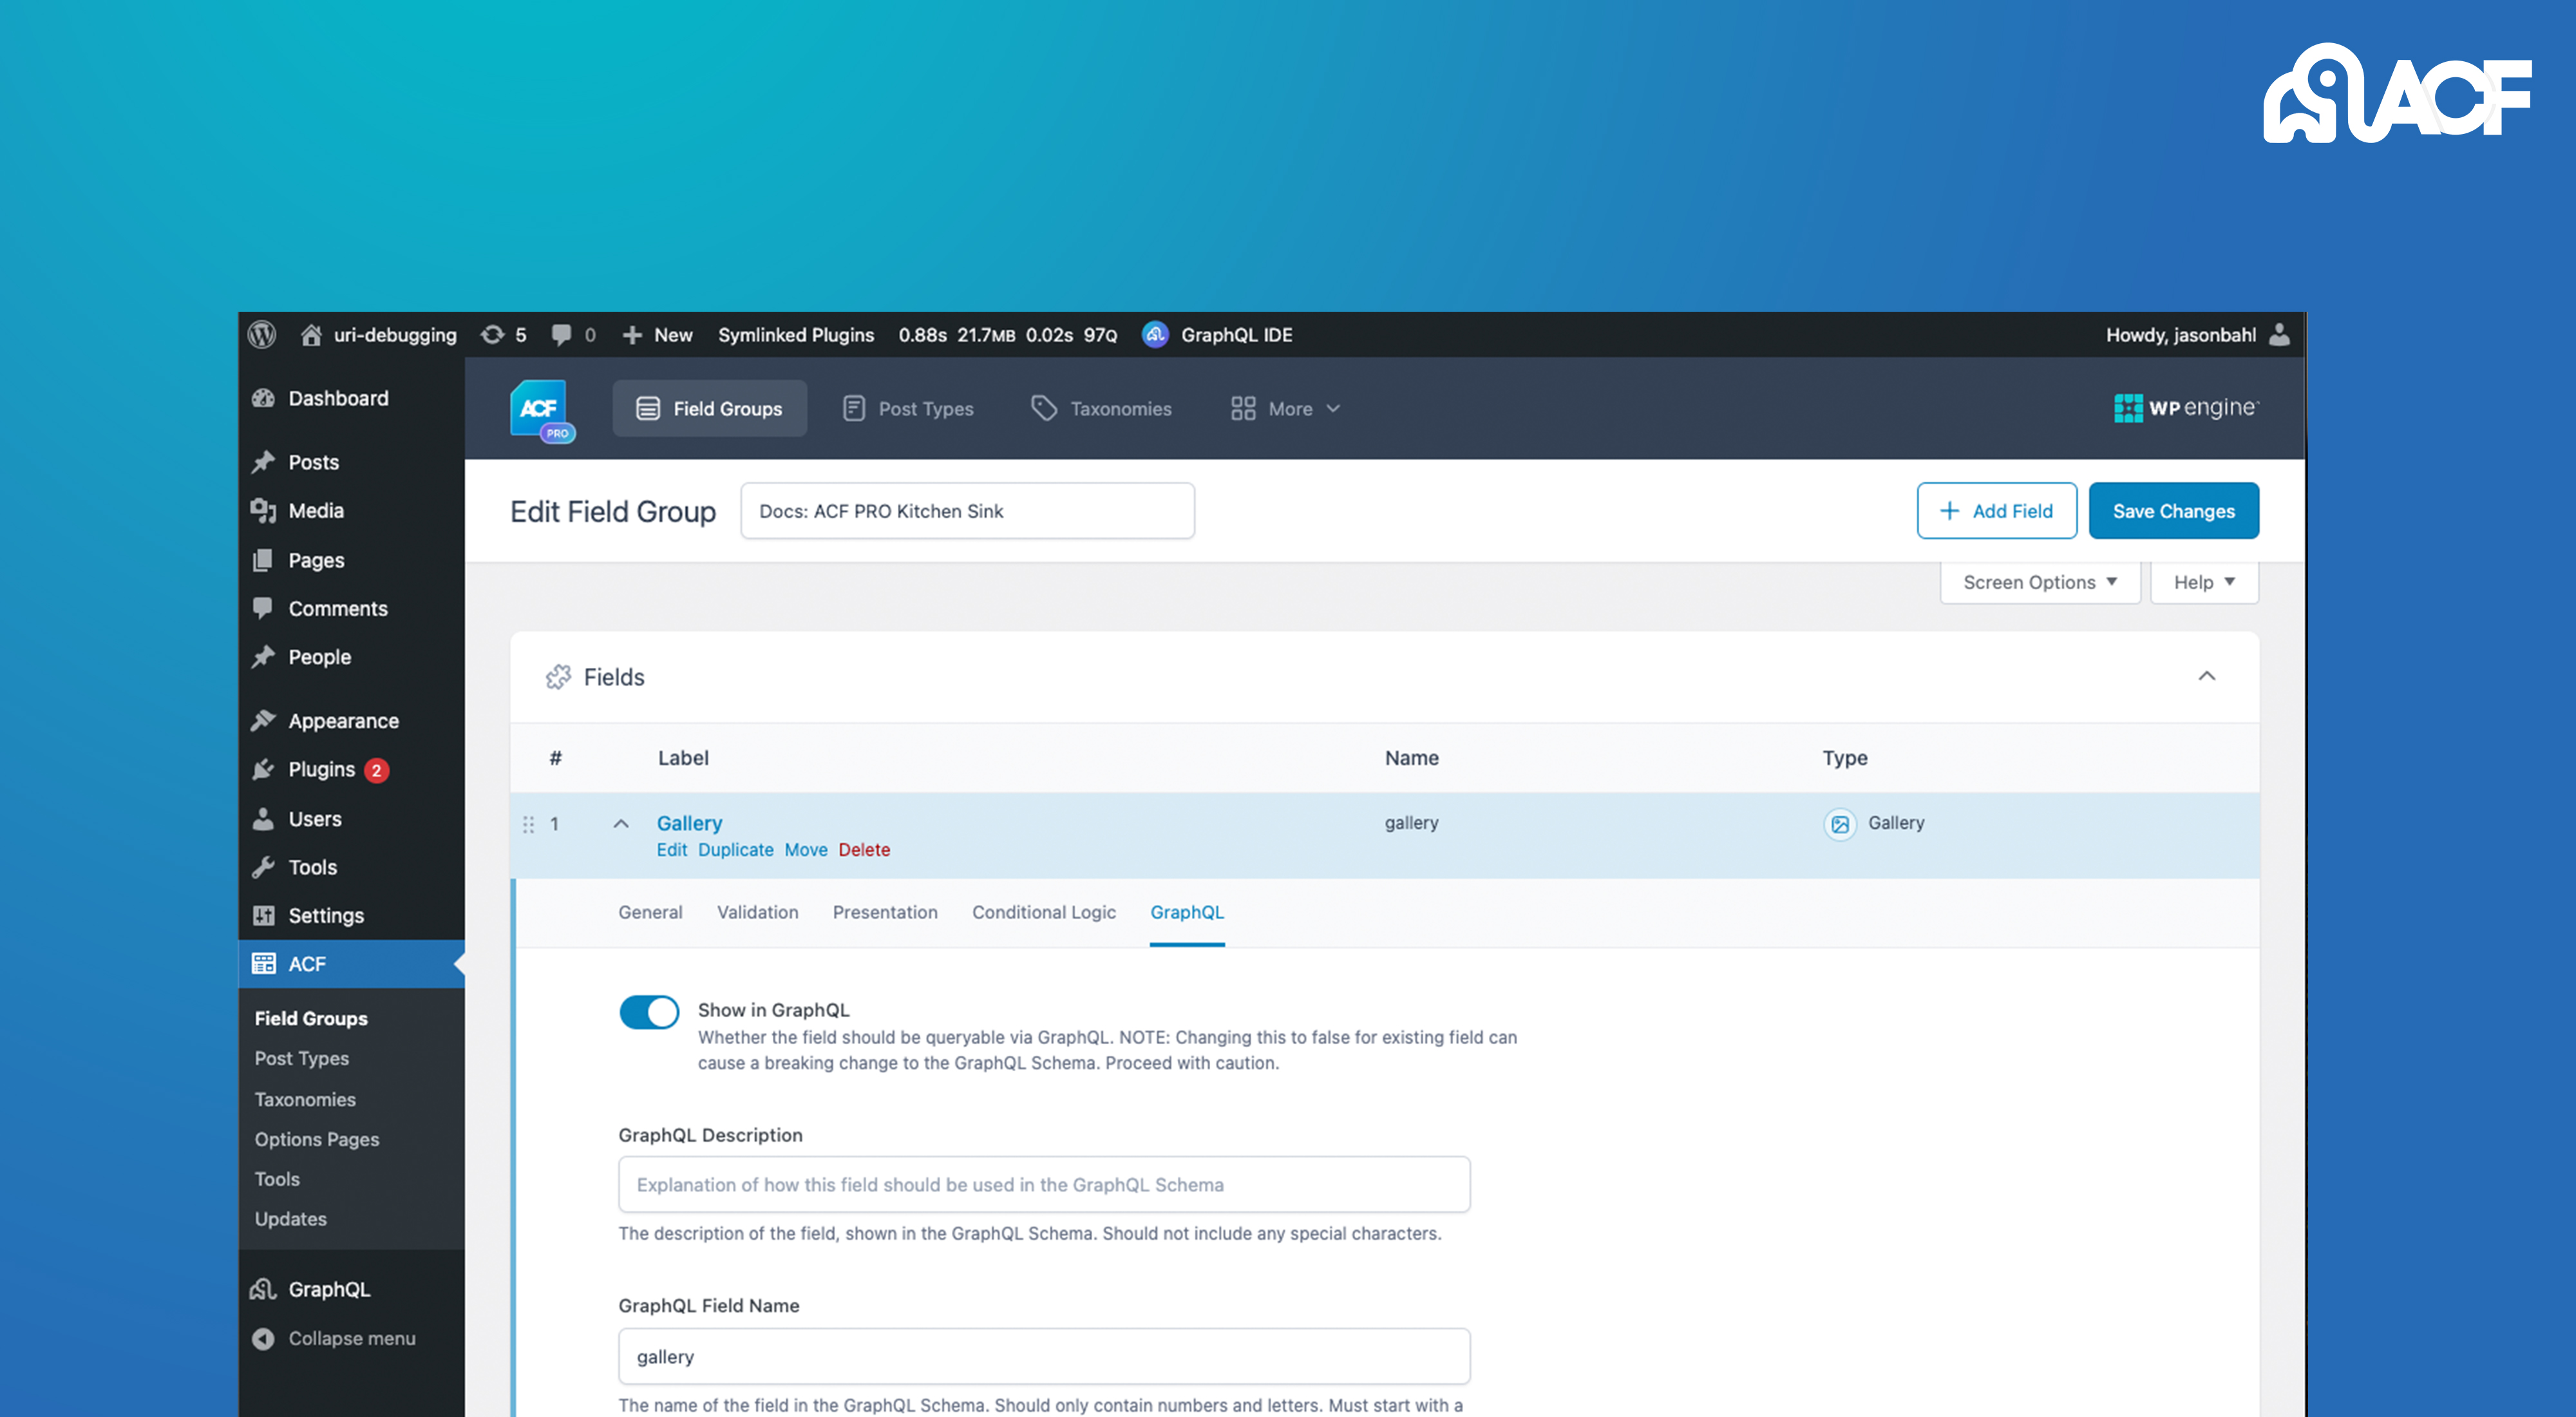 ACF
uri-debugging 5 0 New Symlinked Plugins 0.88s 21.7MB 0.02s 97Q GraphQL IDE Howdy, jasonbahl
ACF PRO Field Groups Post Types Taxonomies More WP engine
Edit Field Group Docs: ACF PRO Kitchen Sink + Add Field Save Changes
Screen Options Help
Dashboard
Posts
Media
Pages
Comments
People
Appearance
Plugins 2
Users
Tools
Settings
ACF
Field Groups
Post Types
Taxonomies
Options Pages
Tools
Updates
GraphQL
Collapse menu
Fields
# Label Name Type
1 Gallery gallery Gallery
Edit Duplicate Move Delete
General Validation Presentation Conditional Logic GraphQL
Show in GraphQL
Whether the field should be queryable via GraphQL. NOTE: Changing this to false for existing field can
cause a breaking change to the GraphQL Schema. Proceed with caution.
GraphQL Description
Explanation of how this field should be used in the GraphQL Schema
The description of the field, shown in the GraphQL Schema. Should not include any special characters.
GraphQL Field Name
gallery
The name of the field in the GraphQL Schema. Should only contain numbers and letters. Must start with a